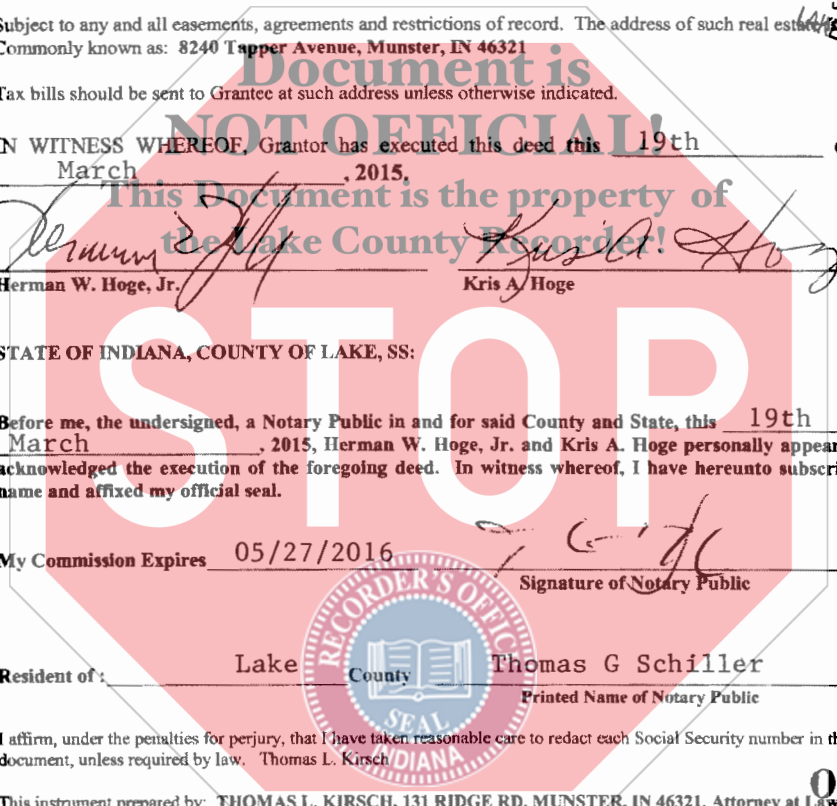 Subject to any and all easements, agreements and restrictions of record. The address of such real estate
Commonly known as: 8240 Tapper Avenue, Munster, IN 46321
Document is
Tax bills should be sent to Grantee at such address unless otherwise indicated.
NOT OFFICIAL!
IN WITNESS WHEREOF, Grantor has executed this deed this 19th
March, 2015.
This Document is the property of
the Lake County Recorder!
Herman W. Hoge, Jr.
Kris A. Hoge
Herman W. Hoge, Jr. Kris A. Hoge
STOP
STATE OF INDIANA, COUNTY OF LAKE, SS:
Before me, the undersigned, a Notary Public in and for said County and State, this 19th
March, 2015, Herman W. Hoge, Jr. and Kris A. Hoge personally appear
acknowledged the execution of the foregoing deed. In witness whereof, I have hereunto subscri
name and affixed my official seal.
My Commission Expires 05/27/2016
Signature of Notary Public
RECORDER'S OFFICE
SEAL
INDIANA
Resident of: Lake County Thomas G Schiller
Printed Name of Notary Public
I affirm, under the penalties for perjury, that I have taken reasonable care to redact each Social Security number in th
document, unless required by law. Thomas L. Kirsch
This instrument prepared by: THOMAS L. KIRSCH, 131 RIDGE RD, MUNSTER, IN 46321, Attorney at